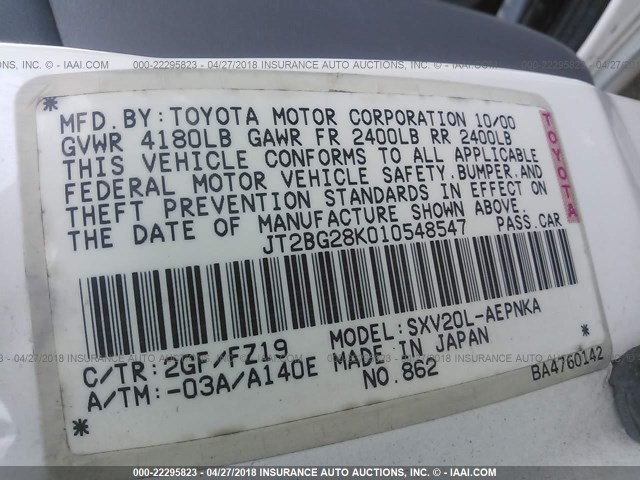 NS, INC. - IAAI.COM 000-22295823 - 04/27/2018 INSURANCE AUTO AUCTIONS, INC. - IAAI.COM 000-2229582
*
MFD. BY: TOYOTA MOTOR CORPORATION 10/00
GVWR 4180LB GAWR FR 2400LB RR 2400LB
THIS VEHICLE CONFORMS TO ALL APPLICABLE
FEDERAL MOTOR VEHICLE SAFETY, BUMPER, AND
THEFT PREVENTION STANDARDS IN EFFECT ON
THE DATE OF MANUFACTURE SHOWN ABOVE.
JT2BG28K010548547 PASS. CAR
TOYOTA
C/TR: 2GF/FZ19 MODEL: SXV20L-AEPNKA
A/TM: -03A/A140E MADE IN JAPAN
*
NO. 862 BA4760142
*
000-22295823 - 04/27/2018 INSURANCE AUTO AUCTIONS, INC. - IAAI.COM